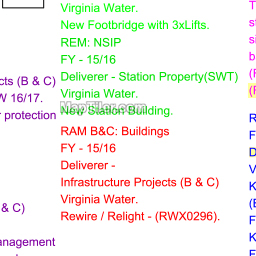 Virginia Water.
New Footbridge with 3xLifts.
REM: NSIP
FY - 15/16
Deliverer - Station Property(SWT)
Virginia Water.
New Station Building.
RAM B&C: Buildings
FY - 15/16
Deliverer -
Infrastructure Projects (B & C)
Virginia Water.
Rewire / Relight - (RWX0296).
cts (B & C)
W 16/17.
r protection
& C)
anagement
MapTiler.com